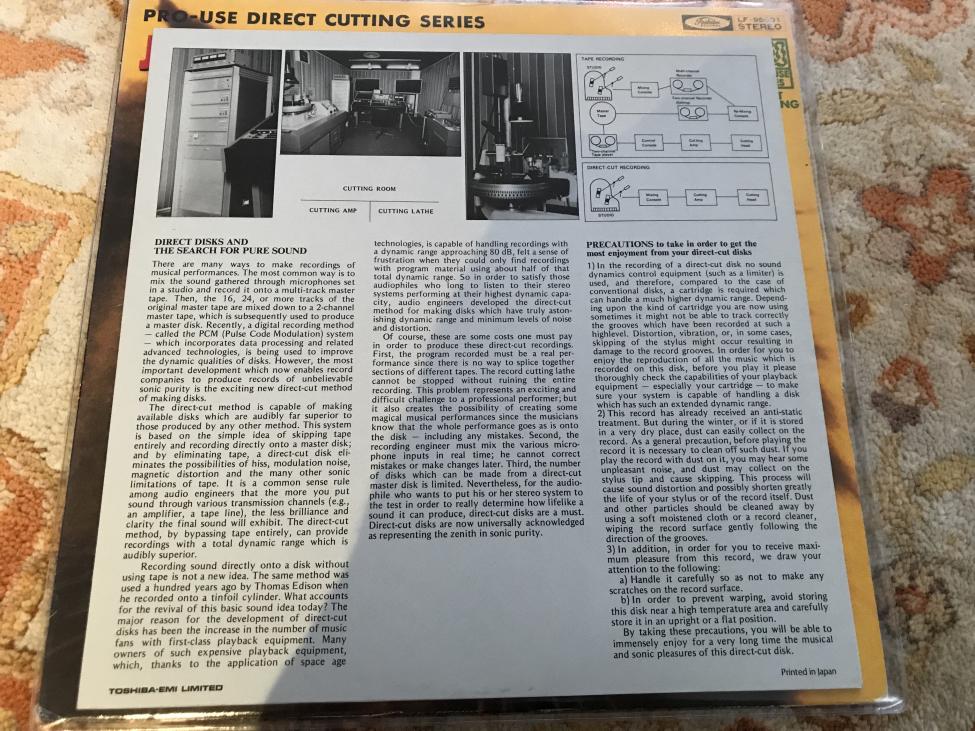 PRO-USE DIRECT CUTTING SERIES
STEREO
TAPE RECORDING
STUDIO
Mixing
Console
Multi-channel
Recorder
Two-channel Recorder
(Editing)
Master
Tape
Re-Mixing
Console
Two-channel
Tape player
Control
Console
Cutting
Amp
Cutting
Head
DIRECT-CUT RECORDING
STUDIO
Mixing
Console
Cutting
Amp
Cutting
Head
CUTTING ROOM
CUTTING AMP
CUTTING LATHE
DIRECT DISKS AND
THE SEARCH FOR PURE SOUND
There are many ways to make recordings of
musical performances. The most common way is to
mix the sound gathered through microphones set
in a studio and record it onto a multi-track master
tape. Then, the 16, 24, or more tracks of the
original master tape are mixed down to a 2-channel
master tape, which is subsequently used to produce
a master disk. Recently, a digital recording method
— called the PCM (Pulse Code Modulation) system
— which incorporates data processing and related
advanced technologies, is being used to improve
the dynamic qualities of disks. However, the most
important development which now enables record
companies to produce records of unbelievable
sonic purity is the exciting new direct-cut method
of making disks.
The direct-cut method is capable of making
available disks which are audibly far superior to
those produced by any other method. This system
is based on the simple idea of skipping tape
entirely and recording directly onto a master disk;
and by eliminating tape, a direct-cut disk eli-
minates the possibilities of hiss, modulation noise,
magnetic distortion and the many other sonic
limitations of tape. It is a common sense rule
among audio engineers that the more you put
sound through various transmission channels (e.g.,
an amplifier, a tape line), the less brilliance and
clarity the final sound will exhibit. The direct-cut
method, by bypassing tape entirely, can provide
recordings with a total dynamic range which is
audibly superior.
Recording sound directly onto a disk without
using tape is not a new idea. The same method was
used a hundred years ago by Thomas Edison when
he recorded onto a tinfoil cylinder. What accounts
for the revival of this basic sound idea today? The
major reason for the development of direct-cut
disks has been the increase in the number of music
fans with first-class playback equipment. Many
owners of such expensive playback equipment,
which, thanks to the application of space age
technologies, is capable of handling recordings with
a dynamic range approaching 80 dB, felt a sense of
frustration when they could only find recordings
with program material using about half of that
total dynamic range. So in order to satisfy those
audiophiles who long to listen to their stereo
systems performing at their highest dynamic capa-
city, audio engineers developed the direct-cut
method for making disks which have truly aston-
ishing dynamic range and minimum levels of noise
and distortion.
Of course, these are some costs one must pay
in order to produce these direct-cut recordings.
First, the program recorded must be a real per-
formance since there is no way to splice together
sections of different tapes. The record cutting lathe
cannot be stopped without ruining the entire
recording. This problem represents an exciting and
difficult challenge to a professional performer; but
it also creates the possibility of creating some
magical musical performances since the musicians
know that the whole performance goes as is onto
the disk — including any mistakes. Second, the
recording engineer must mix the various micro-
phone inputs in real time; he cannot correct
mistakes or make changes later. Third, the number
of disks which can be made from a direct-cut
master disk is limited. Nevertheless, for the audio-
phile who wants to put his or her stereo system to
the test in order to really determine how lifelike a
sound it can produce, direct-cut disks are a must.
Direct-cut disks are now universally acknowledged
as representing the zenith in sonic purity.
PRECAUTIONS to take in order to get the
most enjoyment from your direct-cut disks
1) In the recording of a direct-cut disk no sound
dynamics control equipment (such as a limiter) is
used, and therefore, compared to the case of
conventional disks, a cartridge is required which
can handle a much higher dynamic range. Depend-
ing upon the kind of cartridge you are now using
sometimes it might not be able to track correctly
the grooves which have been recorded at such a
highlevel. Distortion, vibration, or, in some cases,
skipping of the stylus might occur resulting in
damage to the record grooves. In order for you to
enjoy the reproduction of all the music which is
recorded on this disk, before you play it please
thoroughly check the capabilities of your playback
equipment — especially your cartridge — to make
sure your system is capable of handling a disk
which has such an extended dynamic range.
2) This record has already received an anti-static
treatment. But during the winter, or if it is stored
in a very dry place, dust can easily collect on the
record. As a general precaution, before playing the
record it is necessary to clean off such dust. If you
play the record with dust on it, you may hear some
unpleasant noise, and dust may collect on the
stylus tip and cause skipping. This process will
cause sound distortion and possibly shorten greatly
the life of your stylus or of the record itself. Dust
and other particles should be cleaned away by
using a soft moistened cloth or a record cleaner,
wiping the record surface gently following the
direction of the grooves.
3) In addition, in order for you to receive maxi-
mum pleasure from this record, we draw your
attention to the following:
a) Handle it carefully so as not to make any
scratches on the record surface.
b) In order to prevent warping, avoid storing
this disk near a high temperature area and carefully
store it in an upright or a flat position.
By taking these precautions, you will be able to
immensely enjoy for a very long time the musical
and sonic pleasures of this direct-cut disk.
Printed in Japan
TOSHIBA-EMI LIMITED